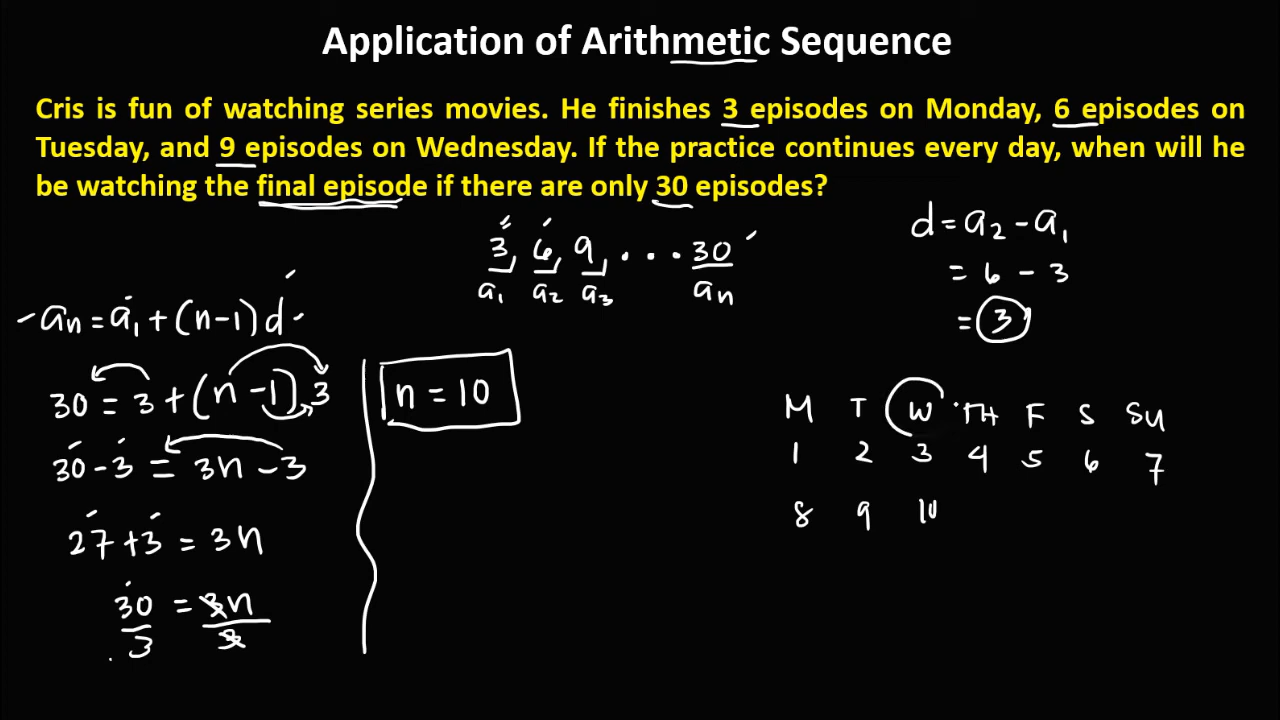 Application of Arithmetic Sequence
Cris is fun of watching series movies. He finishes 3 episodes on Monday, 6 episodes on
Tuesday, and 9 episodes on Wednesday. If the practice continues every day, when will he
be watching the final episode if there are only 30 episodes?
3, 6, 9, . . . 30
a₁ a₂ a₃ aₙ
d = a₂ - a₁
= 6 - 3
= 3
aₙ = a₁ + (n-1) d
30 = 3 + (n - 1) 3
30 - 3 = 3n - 3
27 + 3 = 3n
30/3 = 3n/3
n = 10
M T W TH F S SU
1 2 3 4 5 6 7
8 9 10